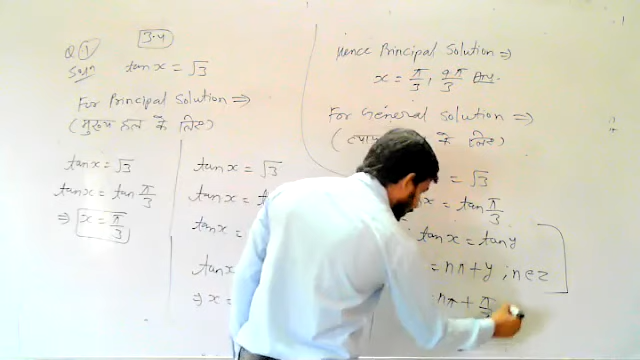 3.4
Q ①
Solⁿ tan x = √3
For Principal Solution ⇒
(मुख्य हल के लिए)
tan x = √3
tan x = tan π/3
⇒ x = π/3
tan x = √3
tan x =
tan x =
tan x
⇒ x =
Hence Principal Solution ⇒
x = π/3, 4π/3 Ans.
For General Solution ⇒
( के लिए)
= √3
x = tan π/3
tan x = tan y
= nπ + y ; n ∈ Z
nπ + π/3